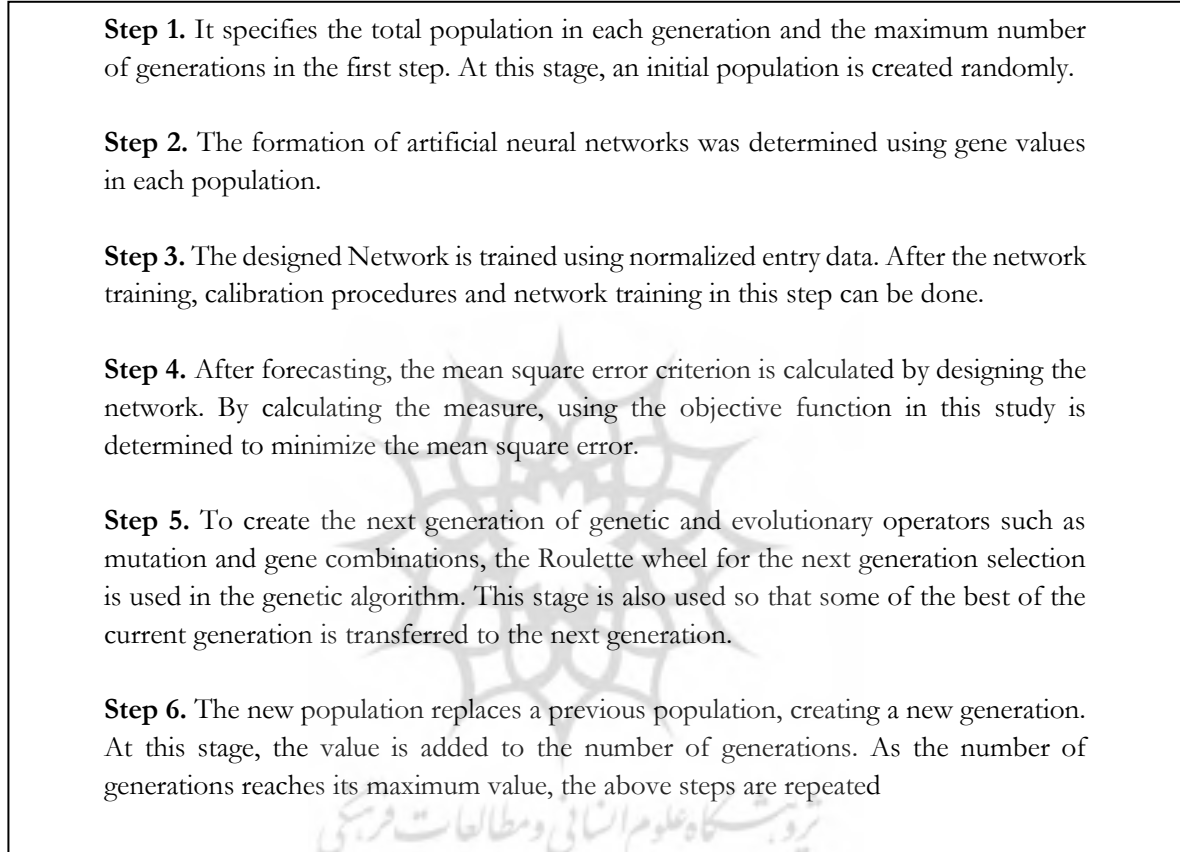 Step 1. It specifies the total population in each generation and the maximum number
of generations in the first step. At this stage, an initial population is created randomly.
Step 2. The formation of artificial neural networks was determined using gene values
in each population.
Step 3. The designed Network is trained using normalized entry data. After the network
training, calibration procedures and network training in this step can be done.
Step 4. After forecasting, the mean square error criterion is calculated by designing the
network. By calculating the measure, using the objective function in this study is
determined to minimize the mean square error.
Step 5. To create the next generation of genetic and evolutionary operators such as
mutation and gene combinations, the Roulette wheel for the next generation selection
is used in the genetic algorithm. This stage is also used so that some of the best of the
current generation is transferred to the next generation.
Step 6. The new population replaces a previous population, creating a new generation.
At this stage, the value is added to the number of generations. As the number of
generations reaches its maximum value, the above steps are repeated
پژوهشگاه علوم انسانی و مطالعات فرهنگی